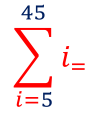 45
∑ i =
i=5